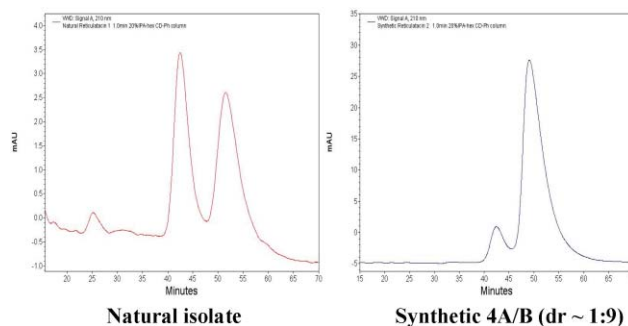 VWD: Signal A, 210 nm
Natural Reticulatacin 1 1.0min 20%IPA-hex CD-Ph column
4.0
3.5
3.0
2.5
2.0
1.5
1.0
0.5
0.0
-0.5
-1.0
mAU
20 25 30 35 40 45 50 55 60 65 70
Minutes
Natural isolate
VWD: Signal A, 210 nm
Synthetic Reticulatacin 2 1.0min 20%IPA-hex CD-Ph column
35
30
25
20
15
10
5
0
-5
mAU
15 20 25 30 35 40 45 50 55 60 65
Minutes
Synthetic 4A/B (dr ~ 1:9)